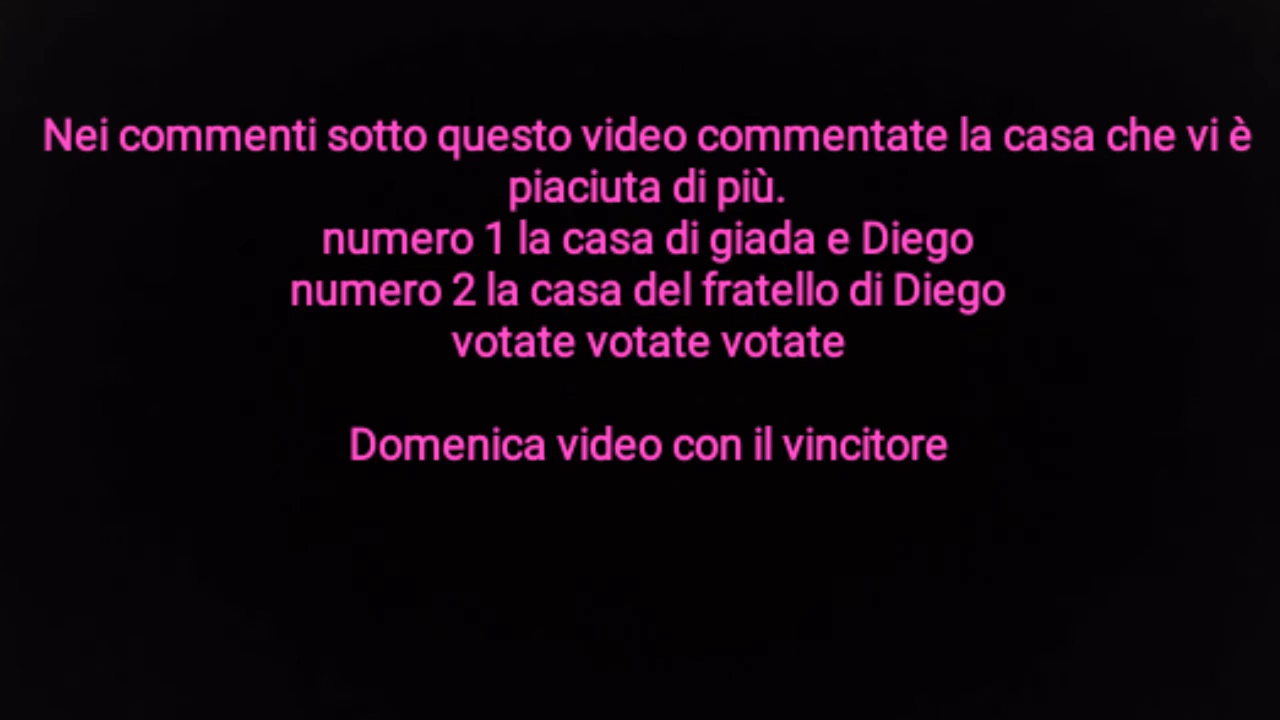 Nei commenti sotto questo video commentate la casa che vi è
piaciuta di più.
numero 1 la casa di giada e Diego
numero 2 la casa del fratello di Diego
votate votate votate
Domenica video con il vincitore